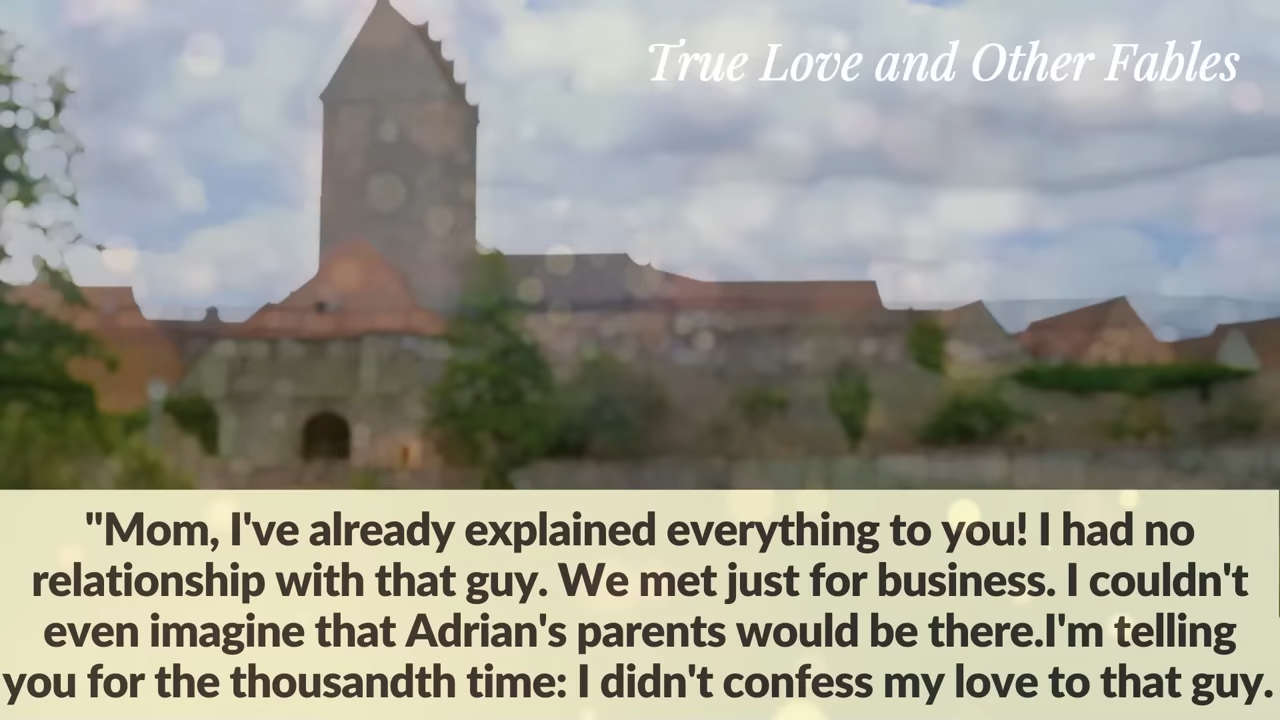 True Love and Other Fables
"Mom, I've already explained everything to you! I had no
relationship with that guy. We met just for business. I couldn't
even imagine that Adrian's parents would be there.I'm telling
you for the thousandth time: I didn't confess my love to that guy.